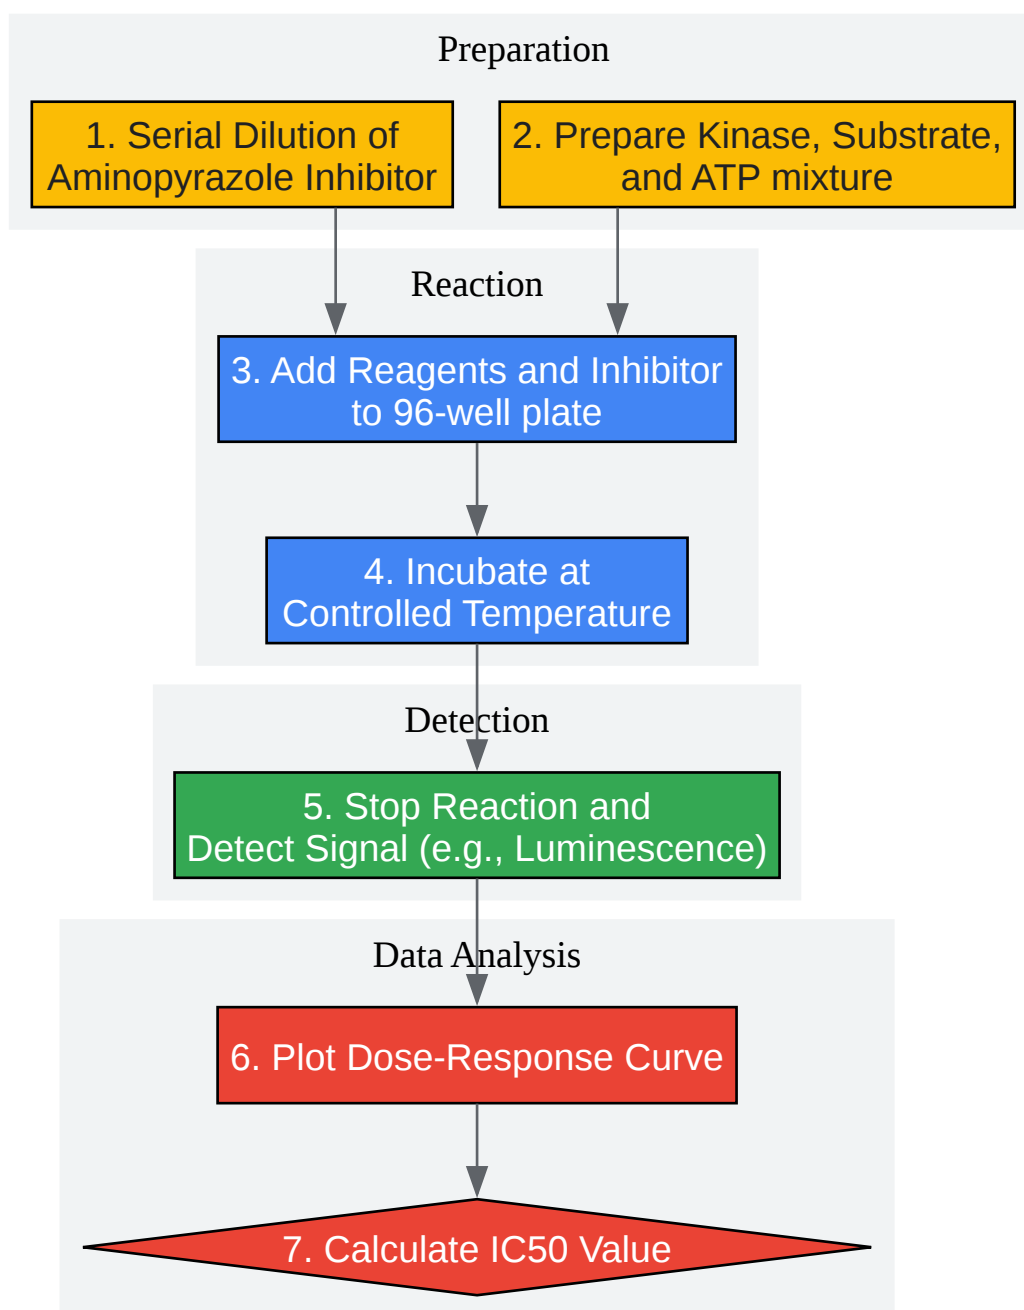 Preparation
1. Serial Dilution of
Aminopyrazole Inhibitor
2. Prepare Kinase, Substrate,
and ATP mixture
Reaction
3. Add Reagents and Inhibitor
to 96-well plate
4. Incubate at
Controlled Temperature
Detection
5. Stop Reaction and
Detect Signal (e.g., Luminescence)
Data Analysis
6. Plot Dose-Response Curve
7. Calculate IC50 Value